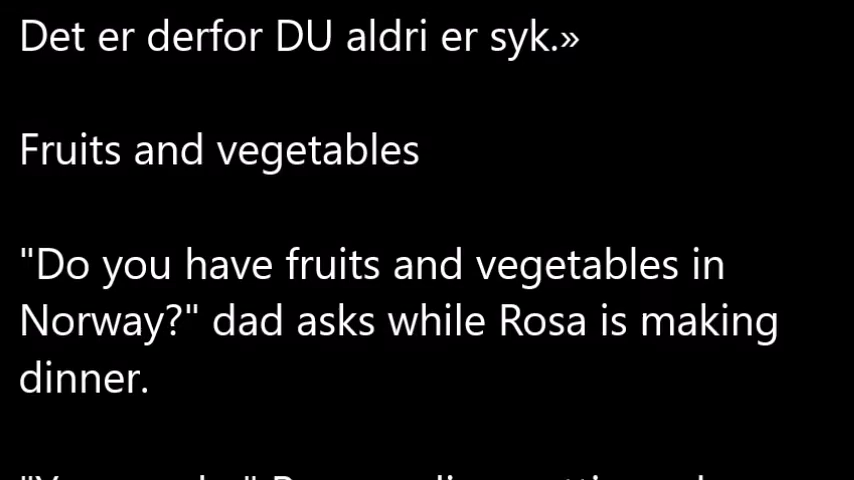 Det er derfor DU aldri er syk.»
Fruits and vegetables
"Do you have fruits and vegetables in
Norway?" dad asks while Rosa is making
dinner.